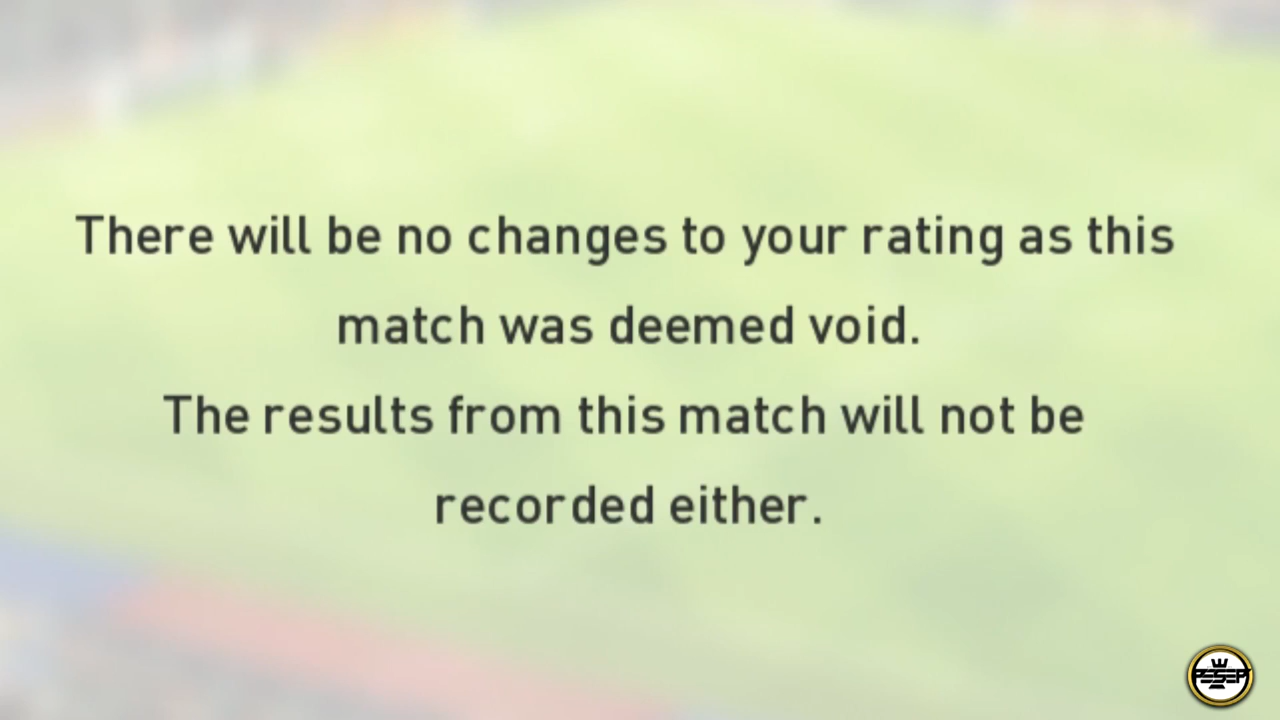 There will be no changes to your rating as this
match was deemed void.
The results from this match will not be
recorded either.